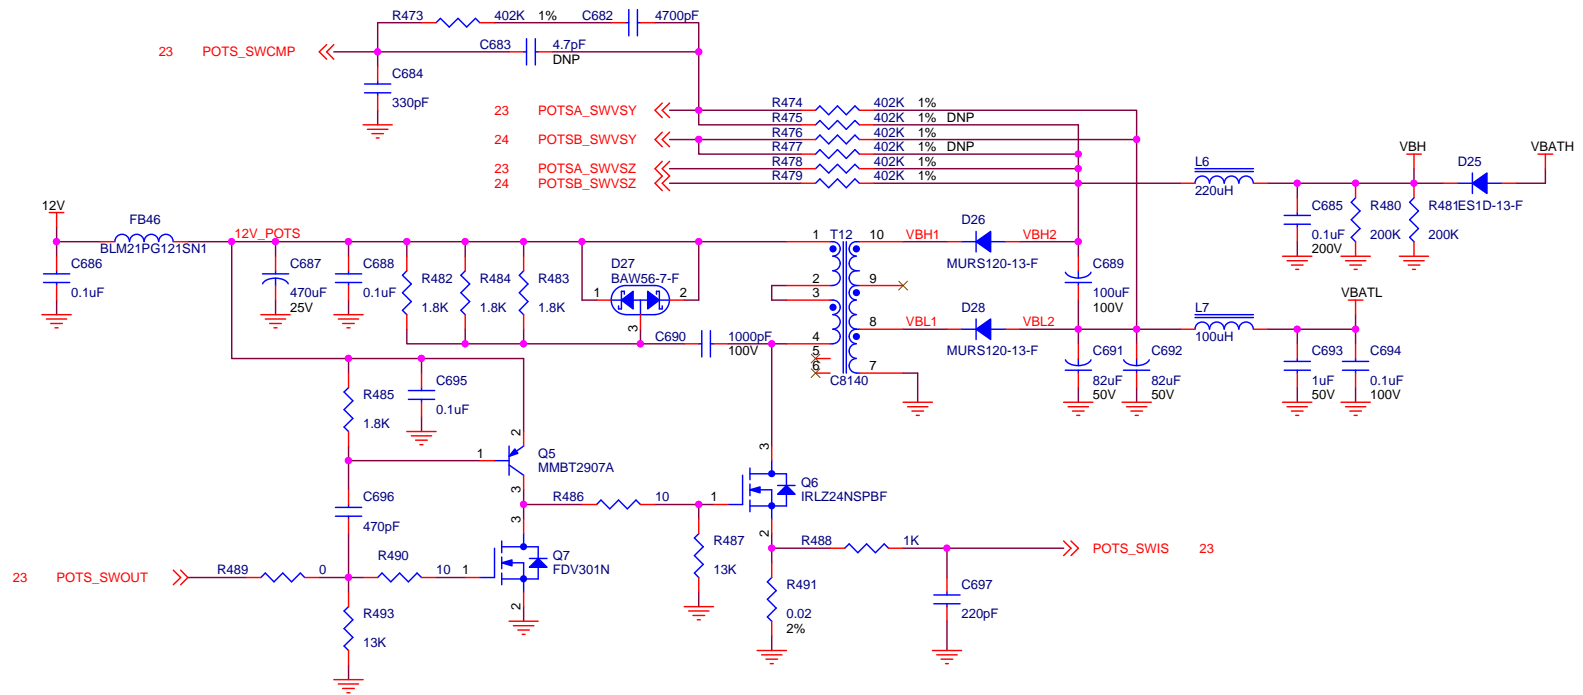 R473 402K 1% C682 4700pF
23 POTS_SWCMP C683 4.7pF
DNP
C684
330pF
23 POTSA_SWVSY R474 402K 1%
R475 402K 1% DNP
24 POTSB_SWVSY R476 402K 1%
R477 402K 1% DNP
23 POTSA_SWVSZ R478 402K 1%
24 POTSB_SWVSZ R479 402K 1%
L6
220uH
VBH
D25
VBATH
C685
0.1uF
200V
R480
200K
R481 ES1D-13-F
200K
12V
FB46
BLM21PG121SN1
12V_POTS
C686
0.1uF
C687
470uF
25V
C688
0.1uF
R482
1.8K
R484
1.8K
R483
1.8K
D27
BAW56-7-F
1 2
3
C690 1000pF
100V
T12
1 10
2 9
3
4 8
5
6 7
C8140
VBH1 D26 VBH2
MURS120-13-F
C689
100uF
100V
VBL1 D28 VBL2
MURS120-13-F
C691
82uF
50V
C692
82uF
50V
L7
100uH
VBATL
C693
1uF
50V
C694
0.1uF
100V
R485
1.8K
C695
0.1uF
2
1 Q5
MMBT2907A
3
C696
470pF
R486 10
3
1 Q6
IRLZ24NSPBF
2
3
Q7
FDV301N
2
23 POTS_SWOUT R489 0 R490 10 1
R493
13K
R487
13K
R488 1K POTS_SWIS 23
R491
0.02
2%
C697
220pF